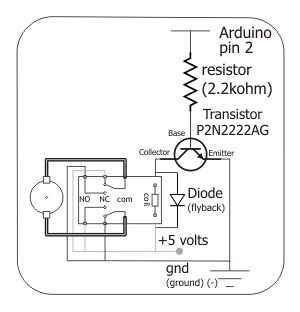 Arduino
pin 2
resistor
(2.2kohm)
Transistor
P2N2222AG
Base
Collector
Emitter
NO
NC
com
coil
Diode
(flyback)
+5 volts
gnd
(ground) (-)